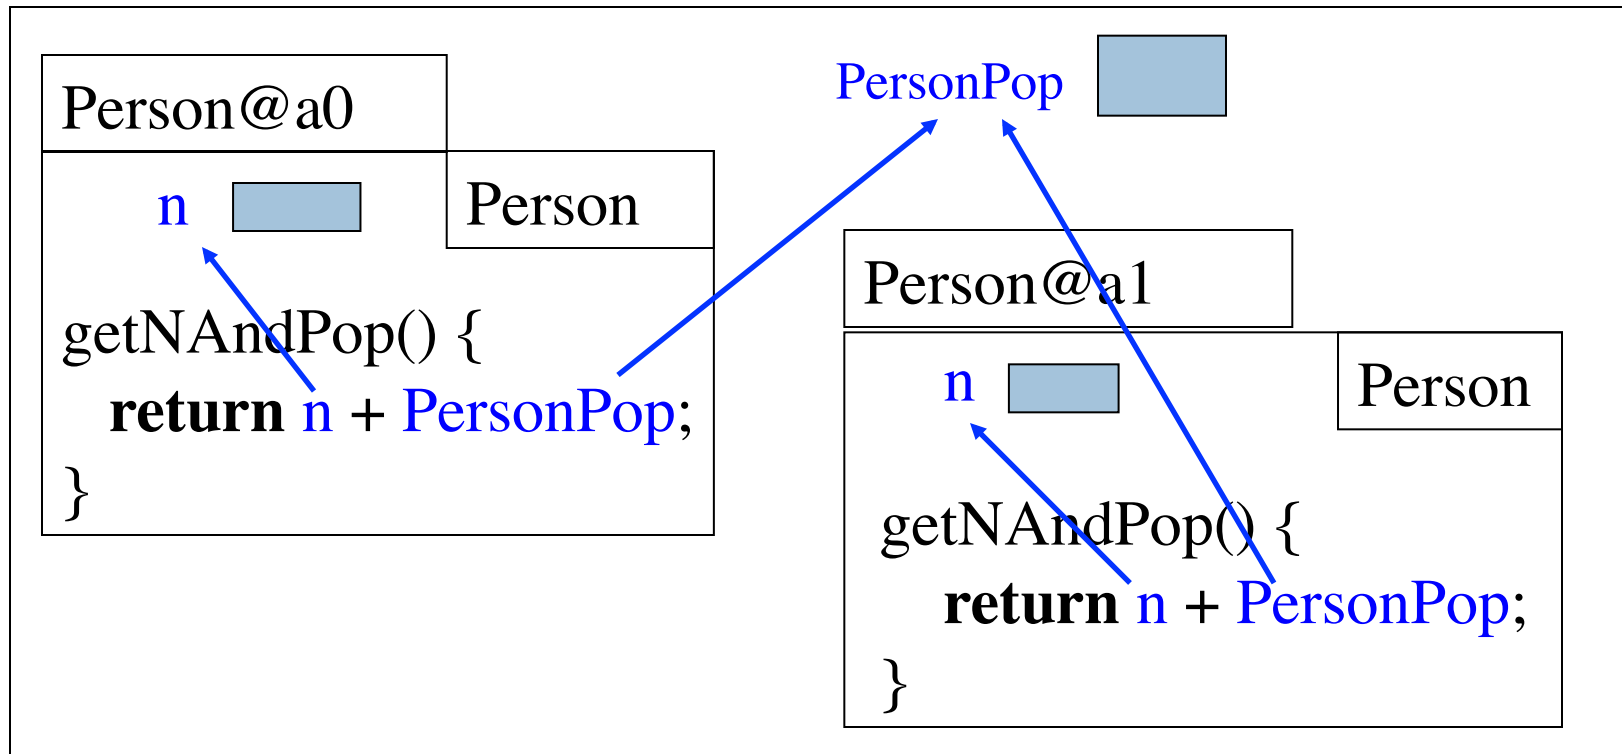 Person@a0
n
Person
getNAndPop() {
return n + PersonPop;
}
PersonPop
Person@a1
n
Person
getNAndPop() {
return n + PersonPop;
}